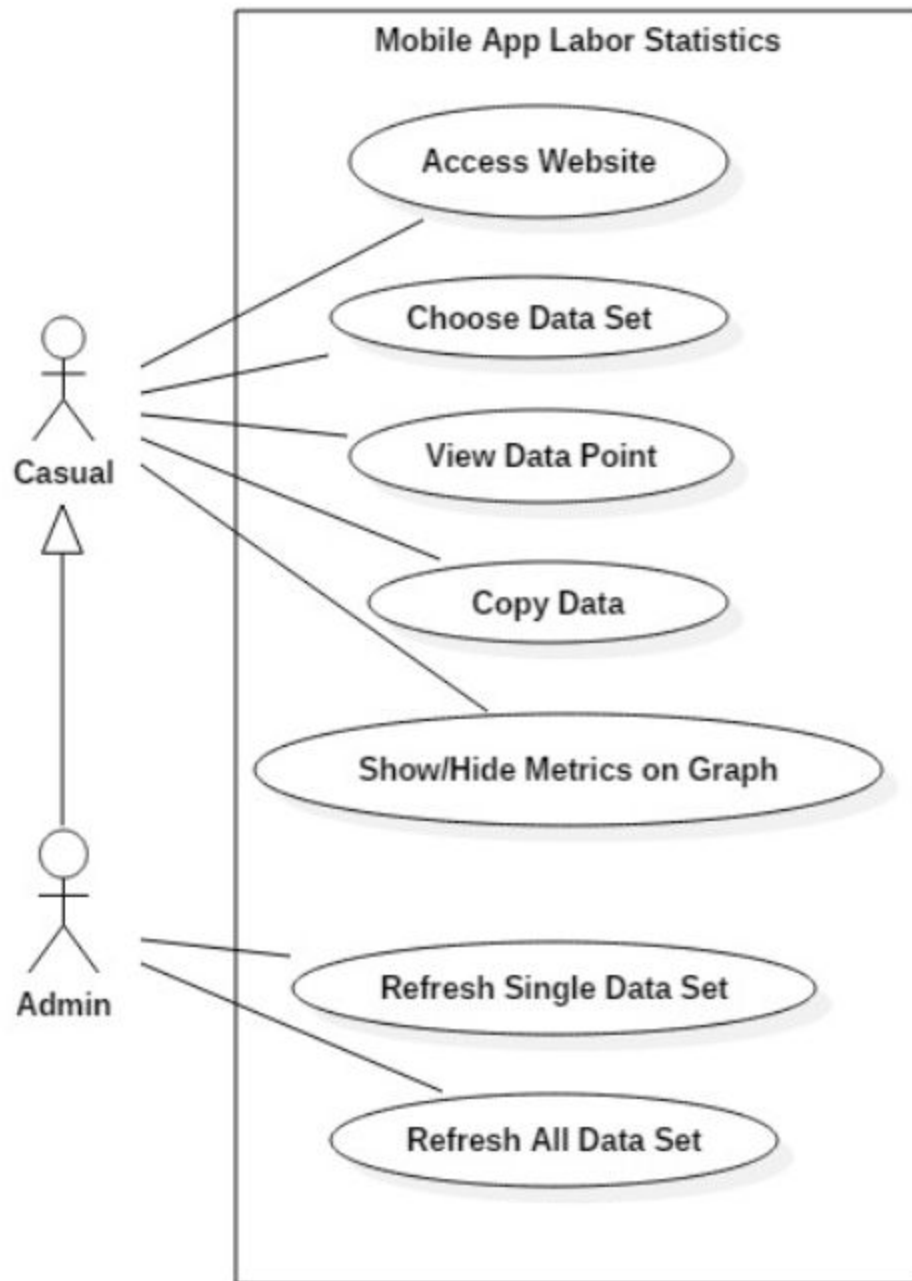 Mobile App Labor Statistics
Access Website
Choose Data Set
View Data Point
Casual
Copy Data
Show/Hide Metrics on Graph
Refresh Single Data Set
Admin
Refresh All Data Set